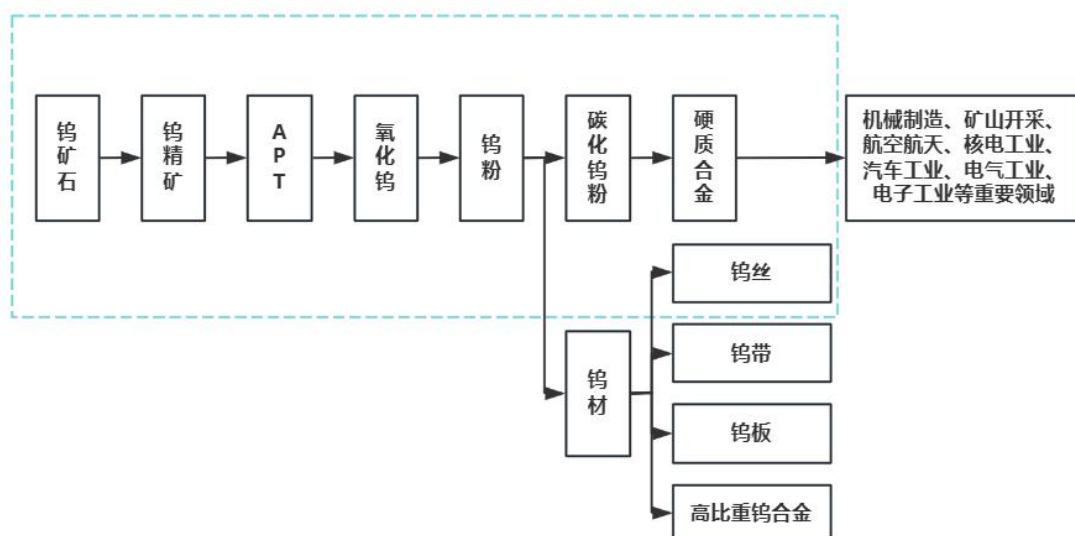 钨矿石
钨精矿
APT
氧化钨
钨粉
碳化钨粉
硬质合金
机械制造、矿山开采、
航空航天、核电工业、
汽车工业、电气工业、
电子工业等重要领域
钨丝
钨材
钨带
钨板
高比重钨合金